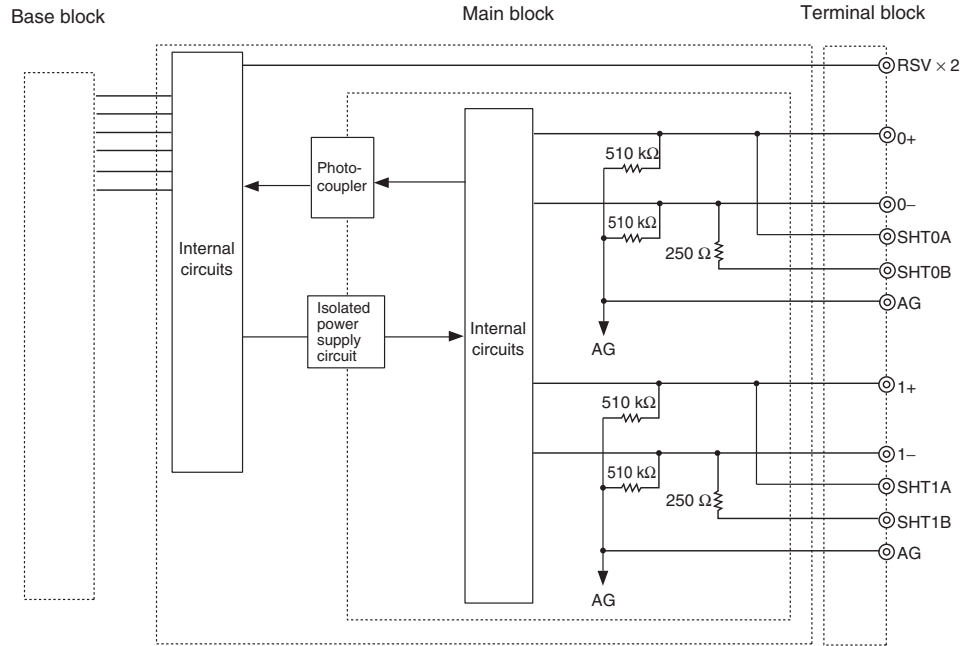 Base block
Main block
Terminal block
RSV × 2
0+
510 kΩ
Photo-
coupler
0−
510 kΩ
SHT0A
250 Ω
Internal
circuits
SHT0B
Isolated
power
supply
circuit
AG
Internal
circuits
AG
1+
510 kΩ
1−
510 kΩ
SHT1A
250 Ω
SHT1B
AG
AG